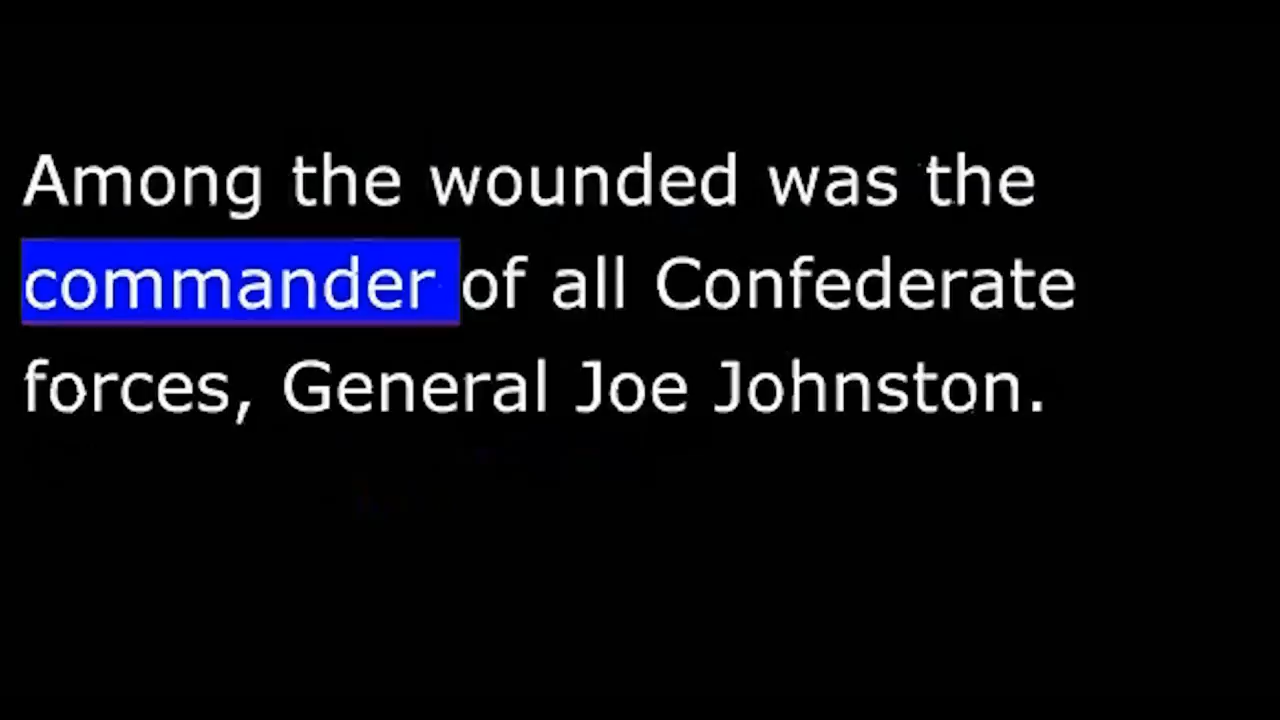 Among the wounded was the
commander of all Confederate
forces, General Joe Johnston.